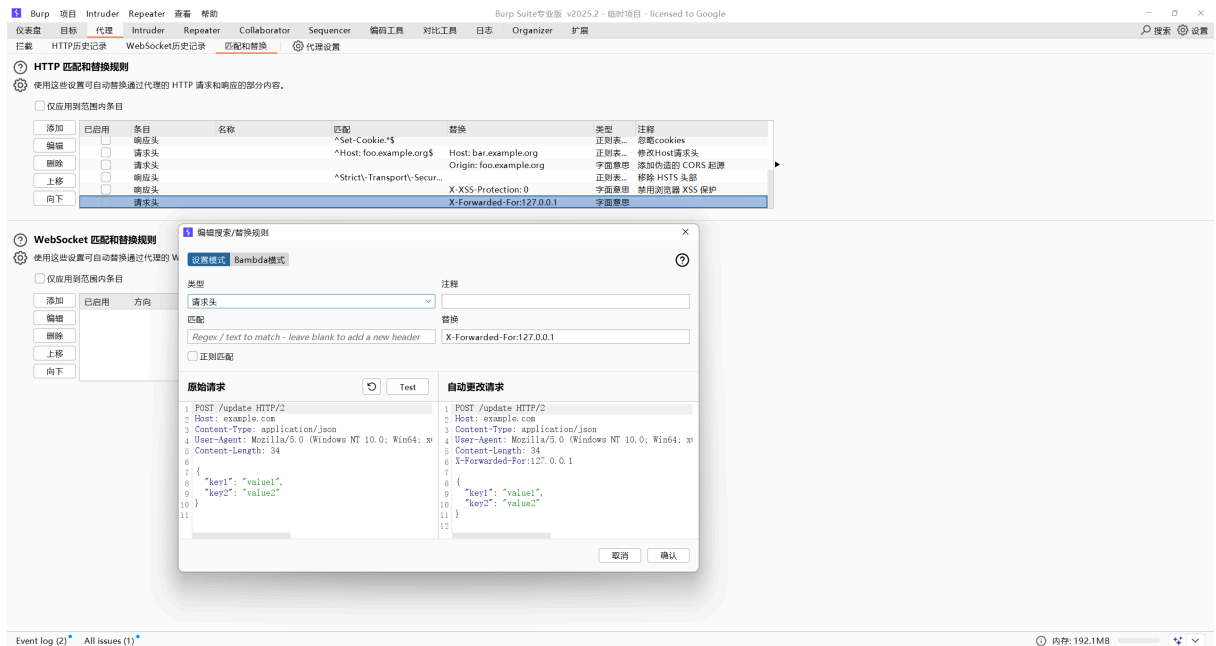 Burp 项目 Intruder Repeater 查看 帮助 Burp Suite专业版 v2025.2 - 临时项目 - licensed to Google
仪表盘 目标 代理 Intruder Repeater Collaborator Sequencer 编码工具 对比工具 日志 Organizer 扩展 搜索 设置
拦截 HTTP历史记录 WebSocket历史记录 匹配和替换 代理设置
HTTP 匹配和替换规则
使用这些设置可自动替换通过代理的 HTTP 请求和响应的部分内容。
仅应用到范围内条目
添加 已启用 条目 名称 匹配 替换 类型 注释
响应头 ^Set-Cookie.*$ 正则表... 忽略cookies
编辑 请求头 ^Host: foo.example.org$ Host: bar.example.org 正则表... 修改Host请求头
删除 请求头 Origin: foo.example.org 字面意思 添加伪造的 CORS 起源
上移 响应头 ^Strict\-Transport\-Secur... 正则表... 移除 HSTS 头部
响应头 X-XSS-Protection: 0 字面意思 禁用浏览器 XSS 保护
向下 请求头 X-Forwarded-For:127.0.0.1 字面意思
WebSocket 匹配和替换规则
使用这些设置可自动替换通过代理的 W
仅应用到范围内条目
添加 已启用 方向
编辑
删除
上移
向下
编辑搜索/替换规则
设置模式 Bambda模式
类型 注释
请求头
匹配 替换
Regex / text to match - leave blank to add a new header X-Forwarded-For:127.0.0.1
正则匹配
原始请求 Test 自动更改请求
1 POST /update HTTP/2
2 Host: example.com
3 Content-Type: application/json
4 User-Agent: Mozilla/5.0 (Windows NT 10.0; Win64; x
5 Content-Length: 34
6
7 {
8 "key1": "value1",
9 "key2": "value2"
10 }
11
1 POST /update HTTP/2
2 Host: example.com
3 Content-Type: application/json
4 User-Agent: Mozilla/5.0 (Windows NT 10.0; Win64; x
5 Content-Length: 34
6 X-Forwarded-For:127.0.0.1
7
8 {
9 "key1": "value1",
10 "key2": "value2"
11 }
12
取消 确认
Event log (2) All issues (1) 内存: 192.1MB